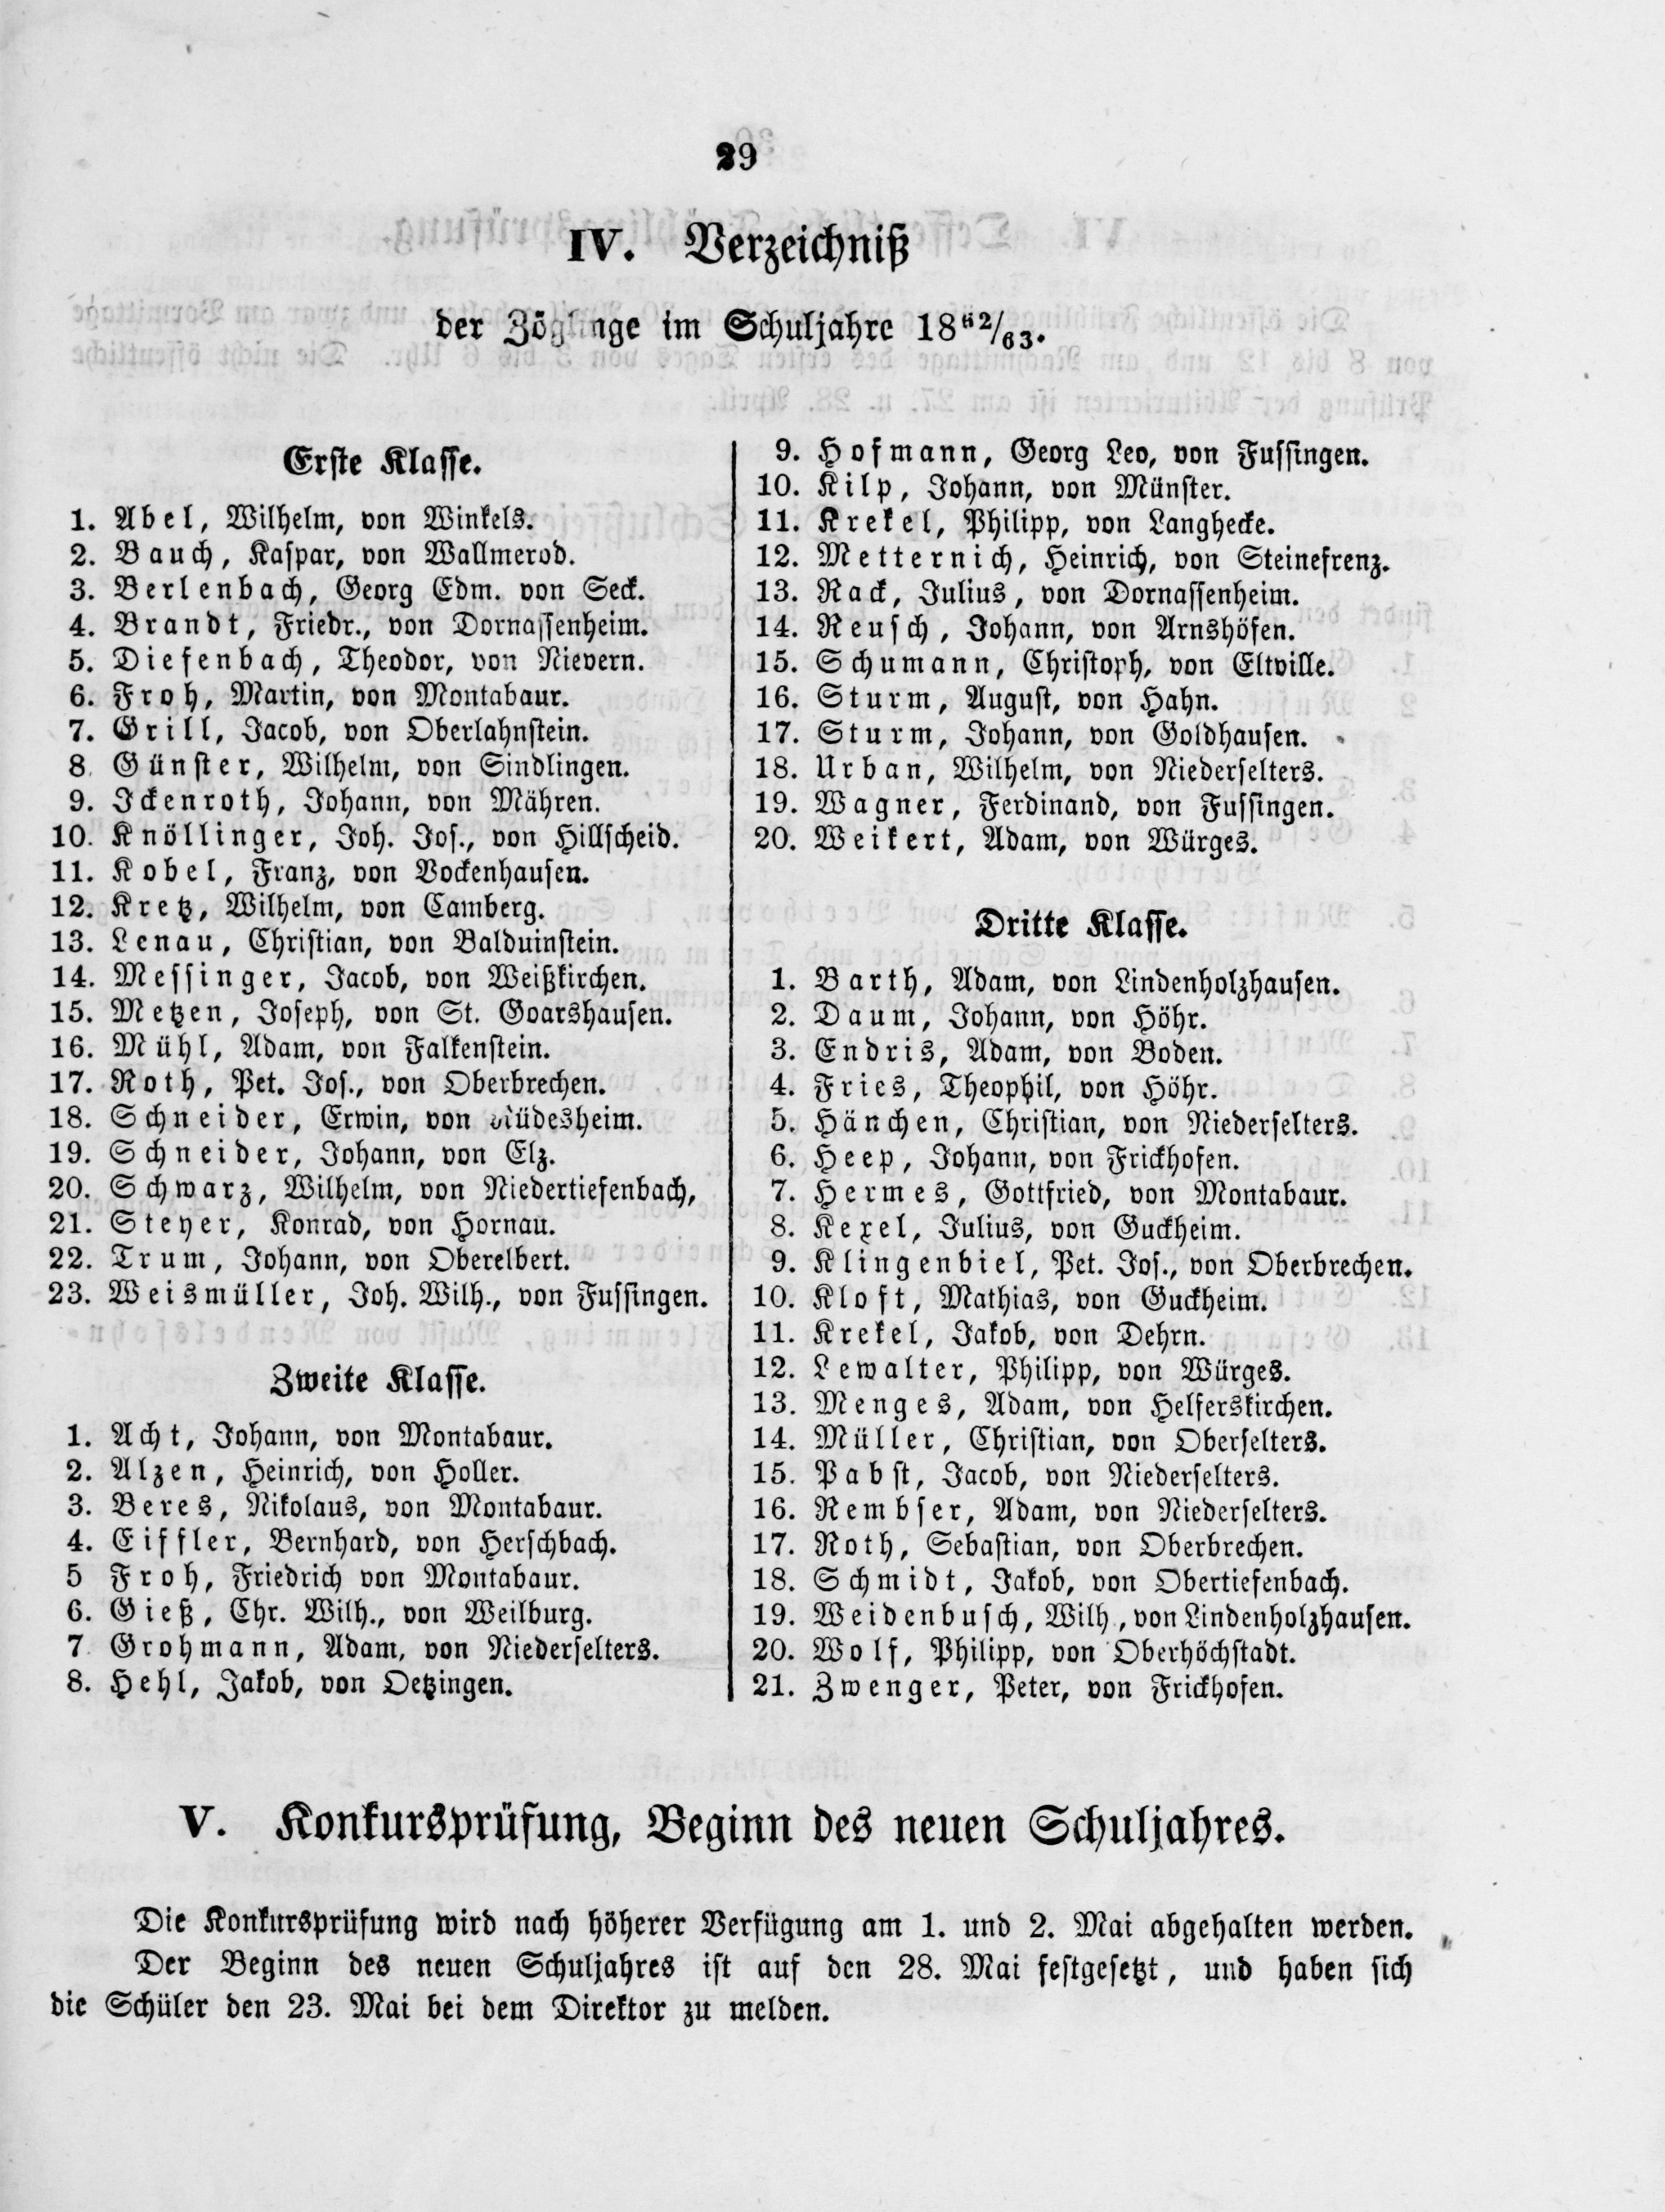 29
IV. Verzeichniß
der Zöglinge im Schuljahre 18⁶²/₆₃.
Erste Klasse.
1. Abel, Wilhelm, von Winkels.
2. Bauch, Kaspar, von Wallmerod.
3. Berlenbach, Georg Edm. von Seck.
4. Brandt, Friedr., von Dornassenheim.
5. Diefenbach, Theodor, von Nievern.
6. Froh, Martin, von Montabaur.
7. Grill, Jacob, von Oberlahnstein.
8. Günster, Wilhelm, von Sindlingen.
9. Ickenroth, Johann, von Mähren.
10. Knöllinger, Joh. Jos., von Hillscheid.
11. Kobel, Franz, von Vockenhausen.
12. Kretz, Wilhelm, von Camberg.
13. Lenau, Christian, von Balduinstein.
14. Messinger, Jacob, von Weißkirchen.
15. Metzen, Joseph, von St. Goarshausen.
16. Mühl, Adam, von Falkenstein.
17. Roth, Pet. Jos., von Oberbrechen.
18. Schneider, Erwin, von Rüdesheim.
19. Schneider, Johann, von Elz.
20. Schwarz, Wilhelm, von Niedertiefenbach,
21. Steyer, Konrad, von Hornau.
22. Trum, Johann, von Oberelbert.
23. Weismüller, Joh. Wilh., von Fussingen.
Zweite Klasse.
1. Acht, Johann, von Montabaur.
2. Alzen, Heinrich, von Holler.
3. Beres, Nikolaus, von Montabaur.
4. Eiffler, Bernhard, von Herschbach.
5 Froh, Friedrich von Montabaur.
6. Gieß, Chr. Wilh., von Weilburg.
7. Grohmann, Adam, von Niederselters.
8. Hehl, Jakob, von Oetzingen.
9. Hofmann, Georg Leo, von Fussingen.
10. Kilp, Johann, von Münster.
11. Krekel, Philipp, von Langhecke.
12. Metternich, Heinrich, von Steinefrenz.
13. Rack, Julius, von Dornassenheim.
14. Reusch, Johann, von Arnshöfen.
15. Schumann, Christoph, von Eltville.
16. Sturm, August, von Hahn.
17. Sturm, Johann, von Goldhausen.
18. Urban, Wilhelm, von Niederselters.
19. Wagner, Ferdinand, von Fussingen.
20. Weikert, Adam, von Würges.
Dritte Klasse.
1. Barth, Adam, von Lindenholzhausen.
2. Daum, Johann, von Höhr.
3. Endris, Adam, von Boden.
4. Fries, Theophil, von Höhr.
5. Hänchen, Christian, von Niederselters.
6. Heep, Johann, von Frickhofen.
7. Hermes, Gottfried, von Montabaur.
8. Kexel, Julius, von Guckheim.
9. Klingenbiel, Pet. Jos., von Oberbrechen.
10. Kloft, Mathias, von Guckheim.
11. Krekel, Jakob, von Dehrn.
12. Lewalter, Philipp, von Würges.
13. Menges, Adam, von Helferskirchen.
14. Müller, Christian, von Oberselters.
15. Pabst, Jacob, von Niederselters.
16. Rembser, Adam, von Niederselters.
17. Roth, Sebastian, von Oberbrechen.
18. Schmidt, Jakob, von Obertiefenbach.
19. Weidenbusch, Wilh., von Lindenholzhausen.
20. Wolf, Philipp, von Oberhöchstadt.
21. Zwenger, Peter, von Frickhofen.
V. Konkursprüfung, Beginn des neuen Schuljahres.
Die Konkursprüfung wird nach höherer Verfügung am 1. und 2. Mai abgehalten werden.
Der Beginn des neuen Schuljahres ist auf den 28. Mai festgesetzt, und haben sich
die Schüler den 23. Mai bei dem Direktor zu melden.